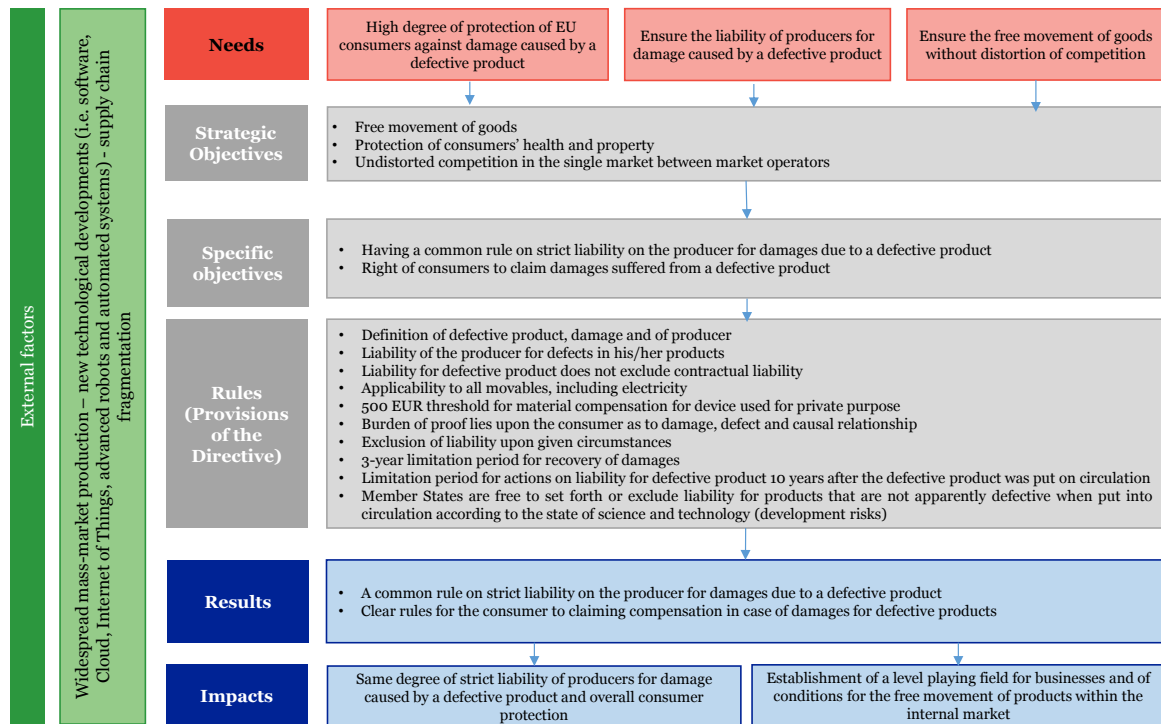 External factors
Widespread mass-market production – new technological developments (i.e. software,
Cloud, Internet of Things, advanced robots and automated systems) - supply chain
fragmentation
Needs
High degree of protection of EU
consumers against damage caused by a
defective product
Ensure the liability of producers for
damage caused by a defective product
Ensure the free movement of goods
without distortion of competition
Strategic
Objectives
• Free movement of goods
• Protection of consumers’ health and property
• Undistorted competition in the single market between market operators
Specific
objectives
• Having a common rule on strict liability on the producer for damages due to a defective product
• Right of consumers to claim damages suffered from a defective product
Rules
(Provisions
of the
Directive)
• Definition of defective product, damage and of producer
• Liability of the producer for defects in his/her products
• Liability for defective product does not exclude contractual liability
• Applicability to all movables, including electricity
• 500 EUR threshold for material compensation for device used for private purpose
• Burden of proof lies upon the consumer as to damage, defect and causal relationship
• Exclusion of liability upon given circumstances
• 3-year limitation period for recovery of damages
• Limitation period for actions on liability for defective product 10 years after the defective product was put on circulation
• Member States are free to set forth or exclude liability for products that are not apparently defective when put into
circulation according to the state of science and technology (development risks)
Results
• A common rule on strict liability on the producer for damages due to a defective product
• Clear rules for the consumer to claiming compensation in case of damages for defective products
Impacts
Same degree of strict liability of producers for damage
caused by a defective product and overall consumer
protection
Establishment of a level playing field for businesses and of
conditions for the free movement of products within the
internal market